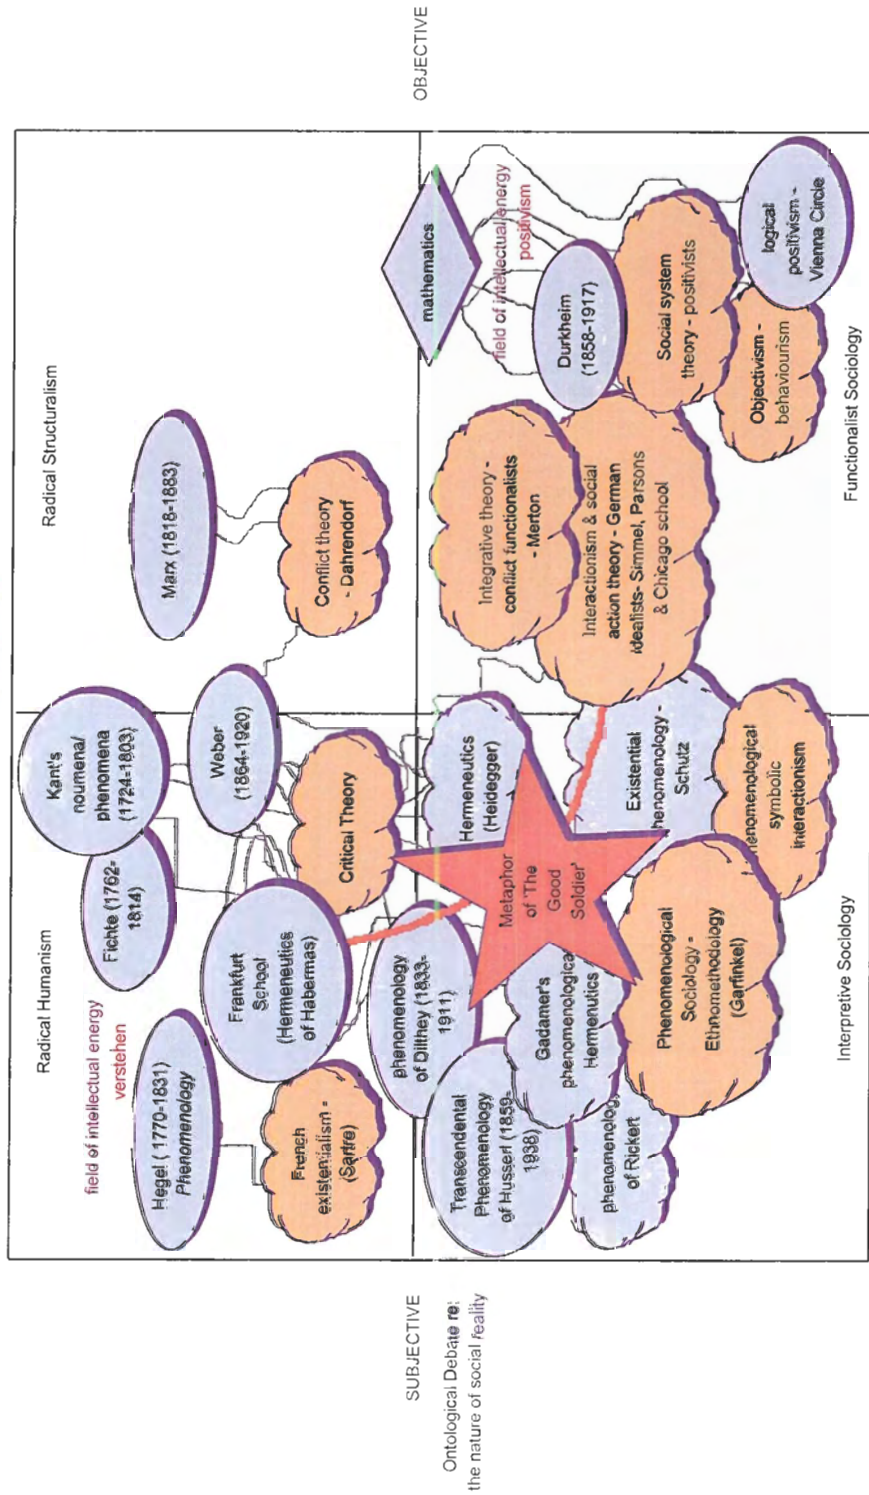 Radical Humanism
Radical Structuralism
field of intellectual energy
verstehen
Kant's
noumena/
phenomena
(1724-1803)
Fichte (1762-
1814)
Hegel ( 1770-1831)
Phenomenology
Weber
(1864-1920)
Marx (1818-1883)
Frankfurt
School
(Hermeneutics
of Habermas)
French
existentialism -
(Sartre)
Critical Theory
Conflict theory
- Dahrendorf
SUBJECTIVE
OBJECTIVE
Ontological Debate re:
the nature of social reality
mathematics
phenomenology
of Dilthey (1833-
1911)
Transcendental
Phenomenology
of Husserl (1859-
1938)
Hermeneutics
(Heidegger)
Metaphor
of 'The
Good
Soldier'
Gadamer's
phenomenological
Hermenutics
phenomenology
of Rickert
Integrative theory -
conflict functionalists
- Merton
field of intellectual energy
positivism
Durkheim
(1858-1917)
Interactionism & social
action theory - German
idealists- Simmel, Parsons
& Chicago school
Social system
theory - positivists
Existential
henomenology -
Schutz
Phenomenological
Sociology -
Ethnomethodology
(Garfinkel)
henomenological
symbolic
interactionism
Objectivism -
behaviourism
logical
positivism -
Vienna Circle
Interpretive Sociology
Functionalist Sociology